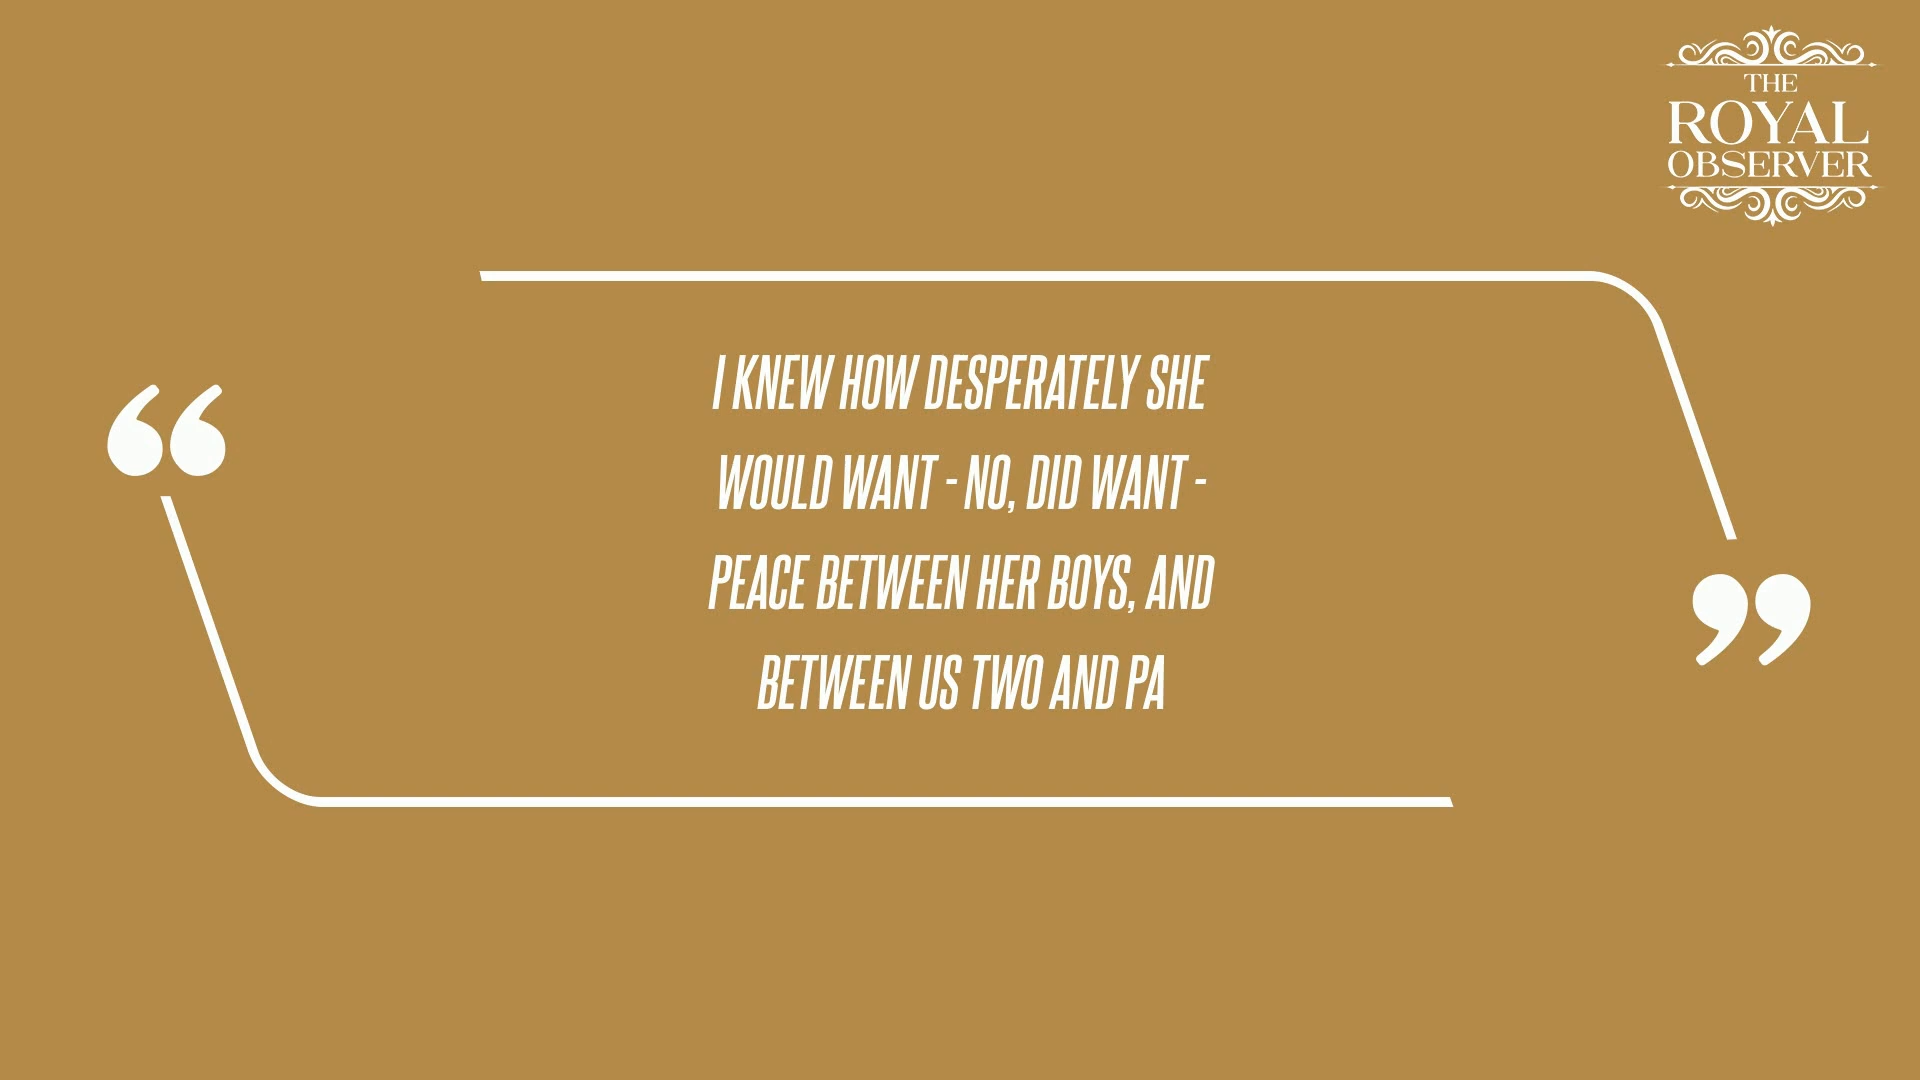 THE
ROYAL
OBSERVER
“
I KNEW HOW DESPERATELY SHE
WOULD WANT - NO, DID WANT -
PEACE BETWEEN HER BOYS, AND
BETWEEN US TWO AND PA
”